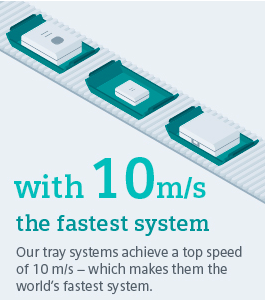 with 10m/s
the fastest system
Our tray systems achieve a top speed
of 10 m/s – which makes them the
world's fastest system.